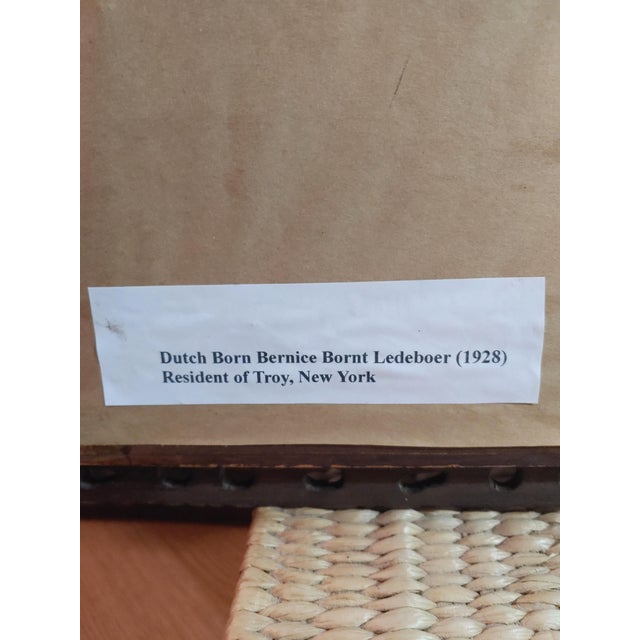 Dutch Born Bernice Bornt Ledeboer (1928)
Resident of Troy, New York